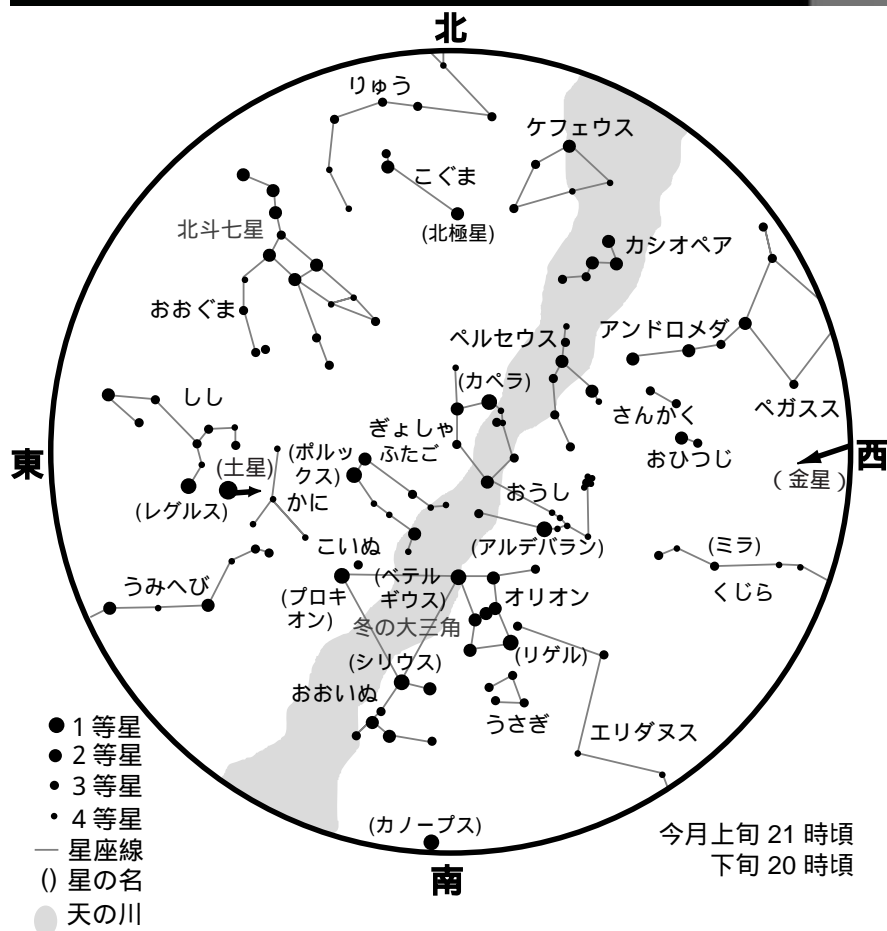 北
りゅう
ケフェウス
こぐま
(北極星)
北斗七星
カシオペア
おおぐま
ペルセウス
アンドロメダ
(カペラ)
ペガスス
しし
さんかく
ぎょしゃ
ふたご
(ポルッ
クス)
おひつじ
東
西
(土星)
(金星)
かに
おうし
(レグルス)
(アルデバラン)
こいぬ
(ミラ)
うみへび
(プロキ
オン)
(ベテル
ギウス)
オリオン
くじら
冬の大三角
(シリウス)
(リゲル)
おおいぬ
うさぎ
エリダヌス
1等星
2等星
3等星
4等星
星座線
() 星の名
天の川
(カノープス)
南
今月上旬 21 時頃
下旬 20 時頃